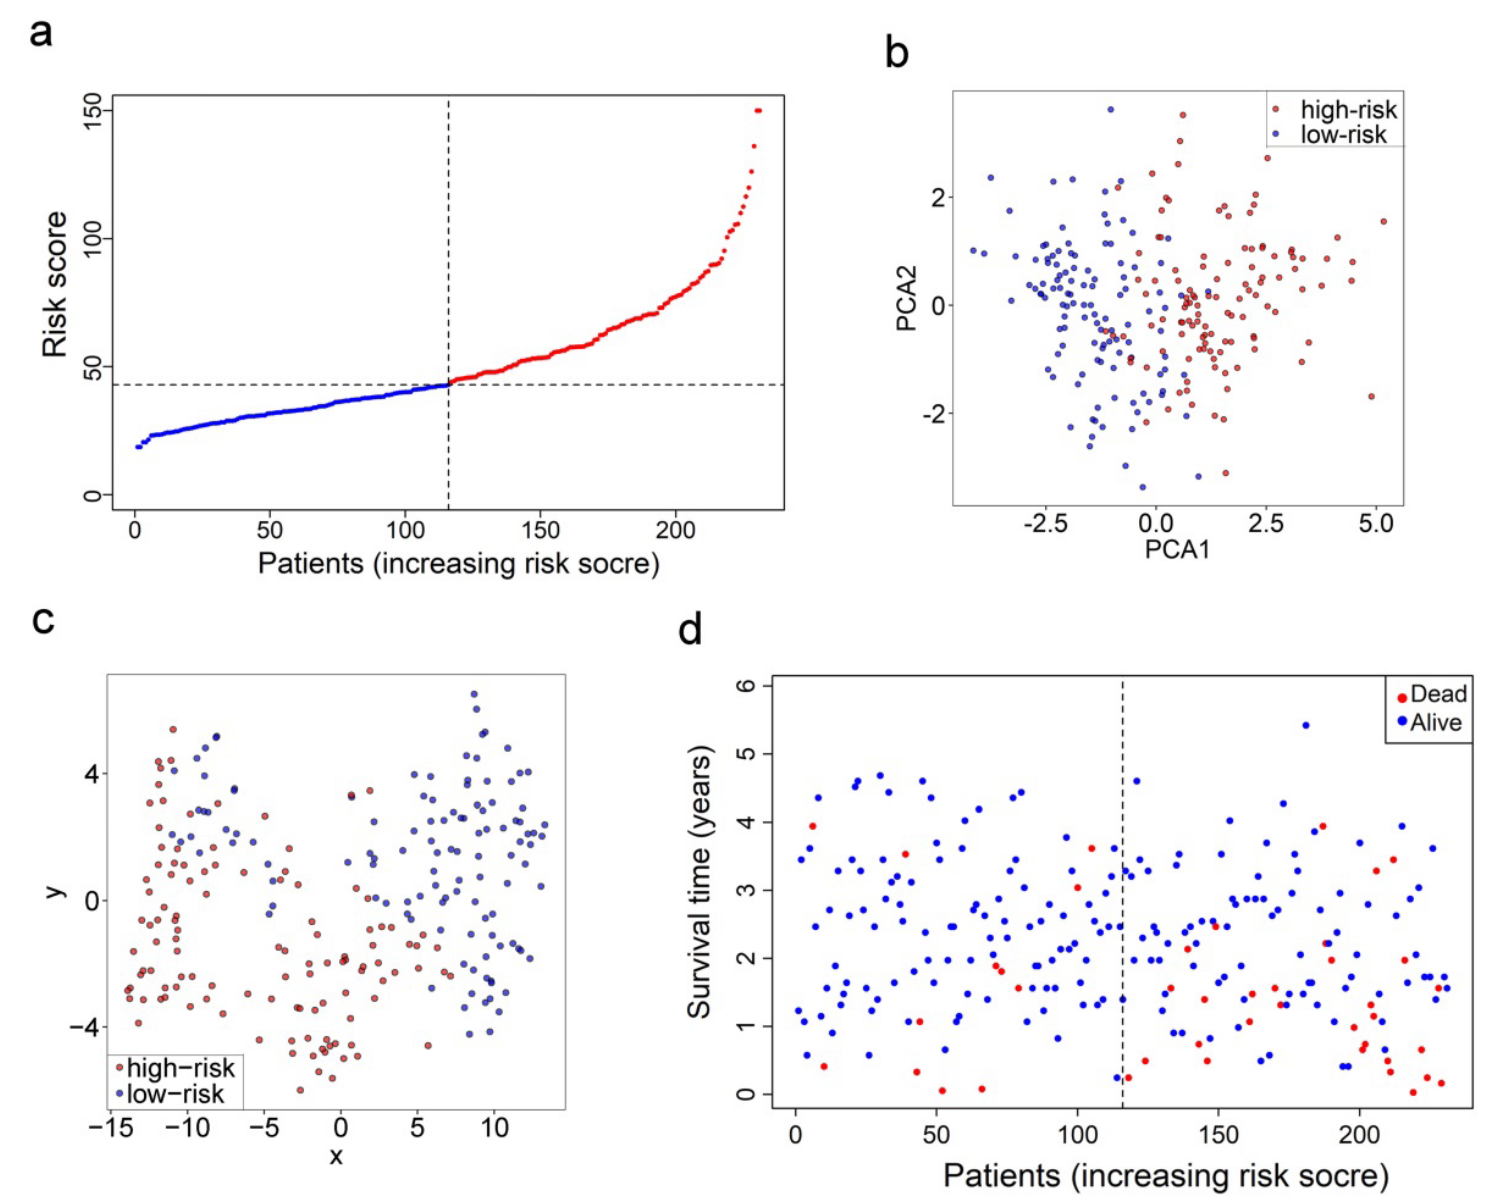 a
150
100
50
0
Risk score
0 50 100 150 200
Patients (increasing risk socre)
b
high-risk
low-risk
2
0
-2
PCA2
-2.5 0.0 2.5 5.0
PCA1
c
4
0
−4
y
high−risk
low−risk
−15 −10 −5 0 5 10
x
d
6
5
4
3
2
1
0
Survival time (years)
Dead
Alive
0 50 100 150 200
Patients (increasing risk socre)